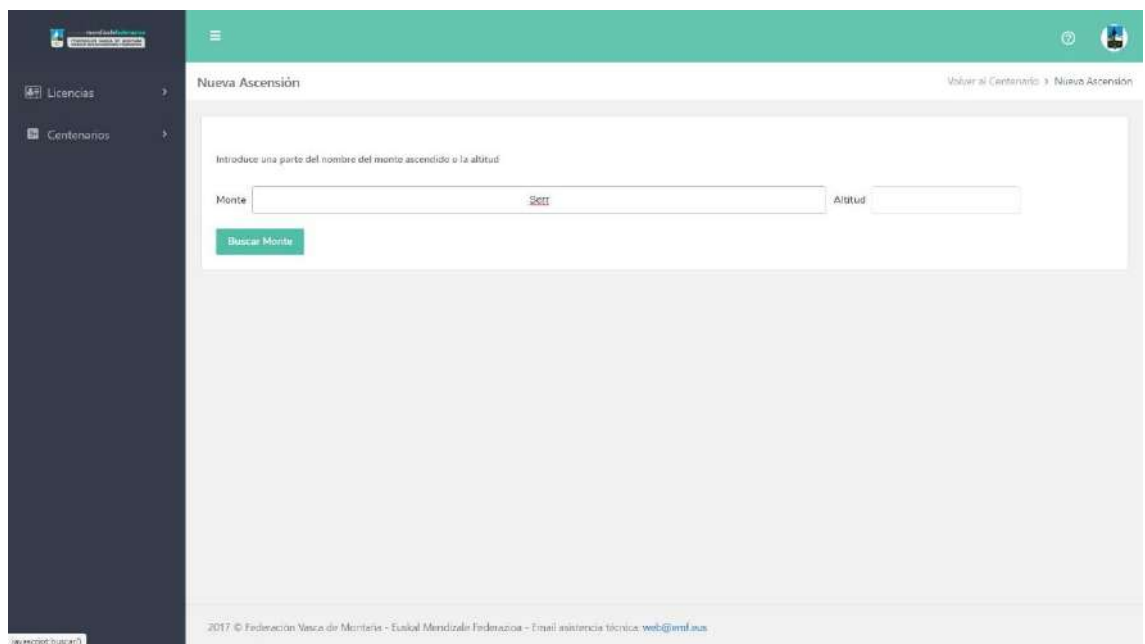 Licencias
Centenarios
Nueva Ascensión
Volver al Centenario > Nueva Ascensión
Introduce una parte del nombre del monte ascendido o la altitud
Monte Serr Altitud
Buscar Monte
2017 © Federación Vasca de Montaña - Euskal Mendizale Federazioa - Email asistencia técnica: web@emf.eus
javascript:buscar()